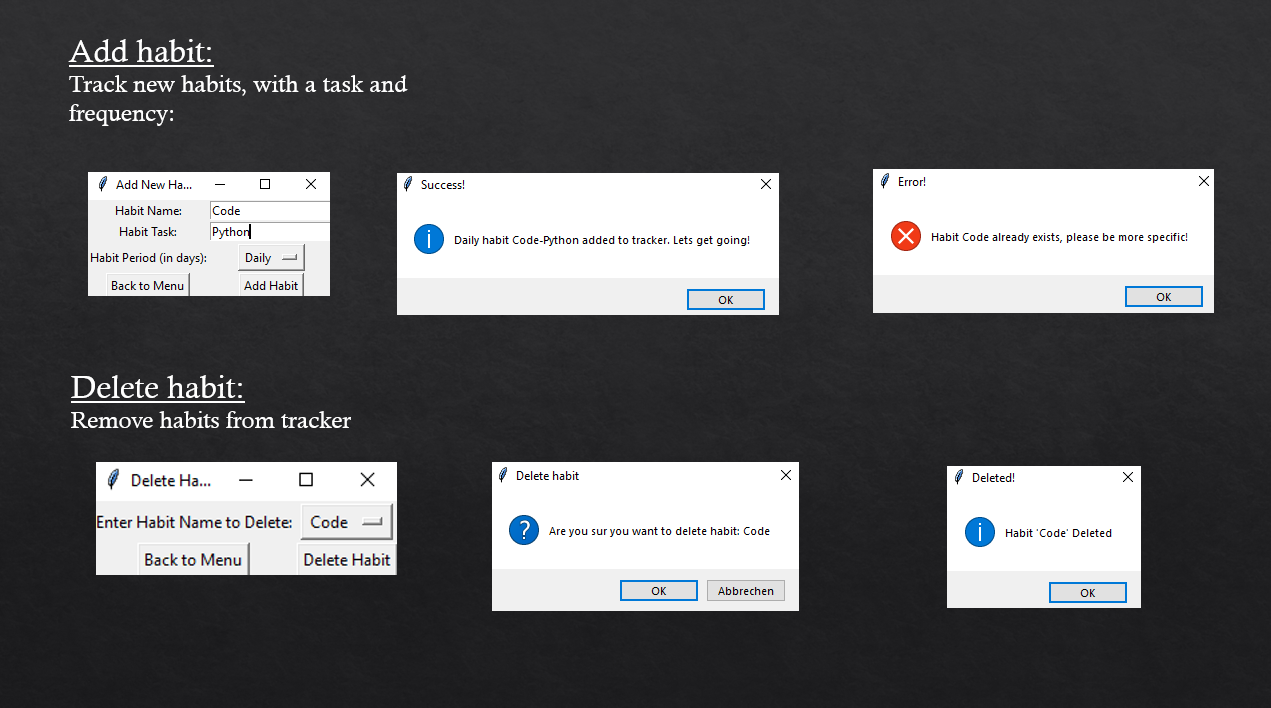 Add habit:
Track new habits, with a task and
frequency:
Add New Ha...
Habit Name:
Code
Habit Task:
Python
Habit Period (in days):
Daily
Back to Menu
Add Habit
Success!
Daily habit Code-Python added to tracker. Lets get going!
OK
Error!
Habit Code already exists, please be more specific!
OK
Delete habit:
Remove habits from tracker
Delete Ha...
Enter Habit Name to Delete:
Code
Back to Menu
Delete Habit
Delete habit
Are you sur you want to delete habit: Code
OK
Abbrechen
Deleted!
Habit 'Code' Deleted
OK